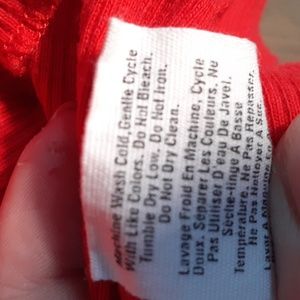 Machine Wash Cold,Gentle Cycle
With Like Colors. Do Not Bleach.
Tumble Dry Low. Do Not Iron.
Do Not Dry Clean.
Lavage Froid En Machine, Cycle
Doux, Separer Les Couleurs, Ne
Pas Utiliser D'eau De Javel.
Seche-linge A Basse
Temperature, Ne Pas Repasser,
Ne Pas Nettoyer A Sec.
Laver A Machine